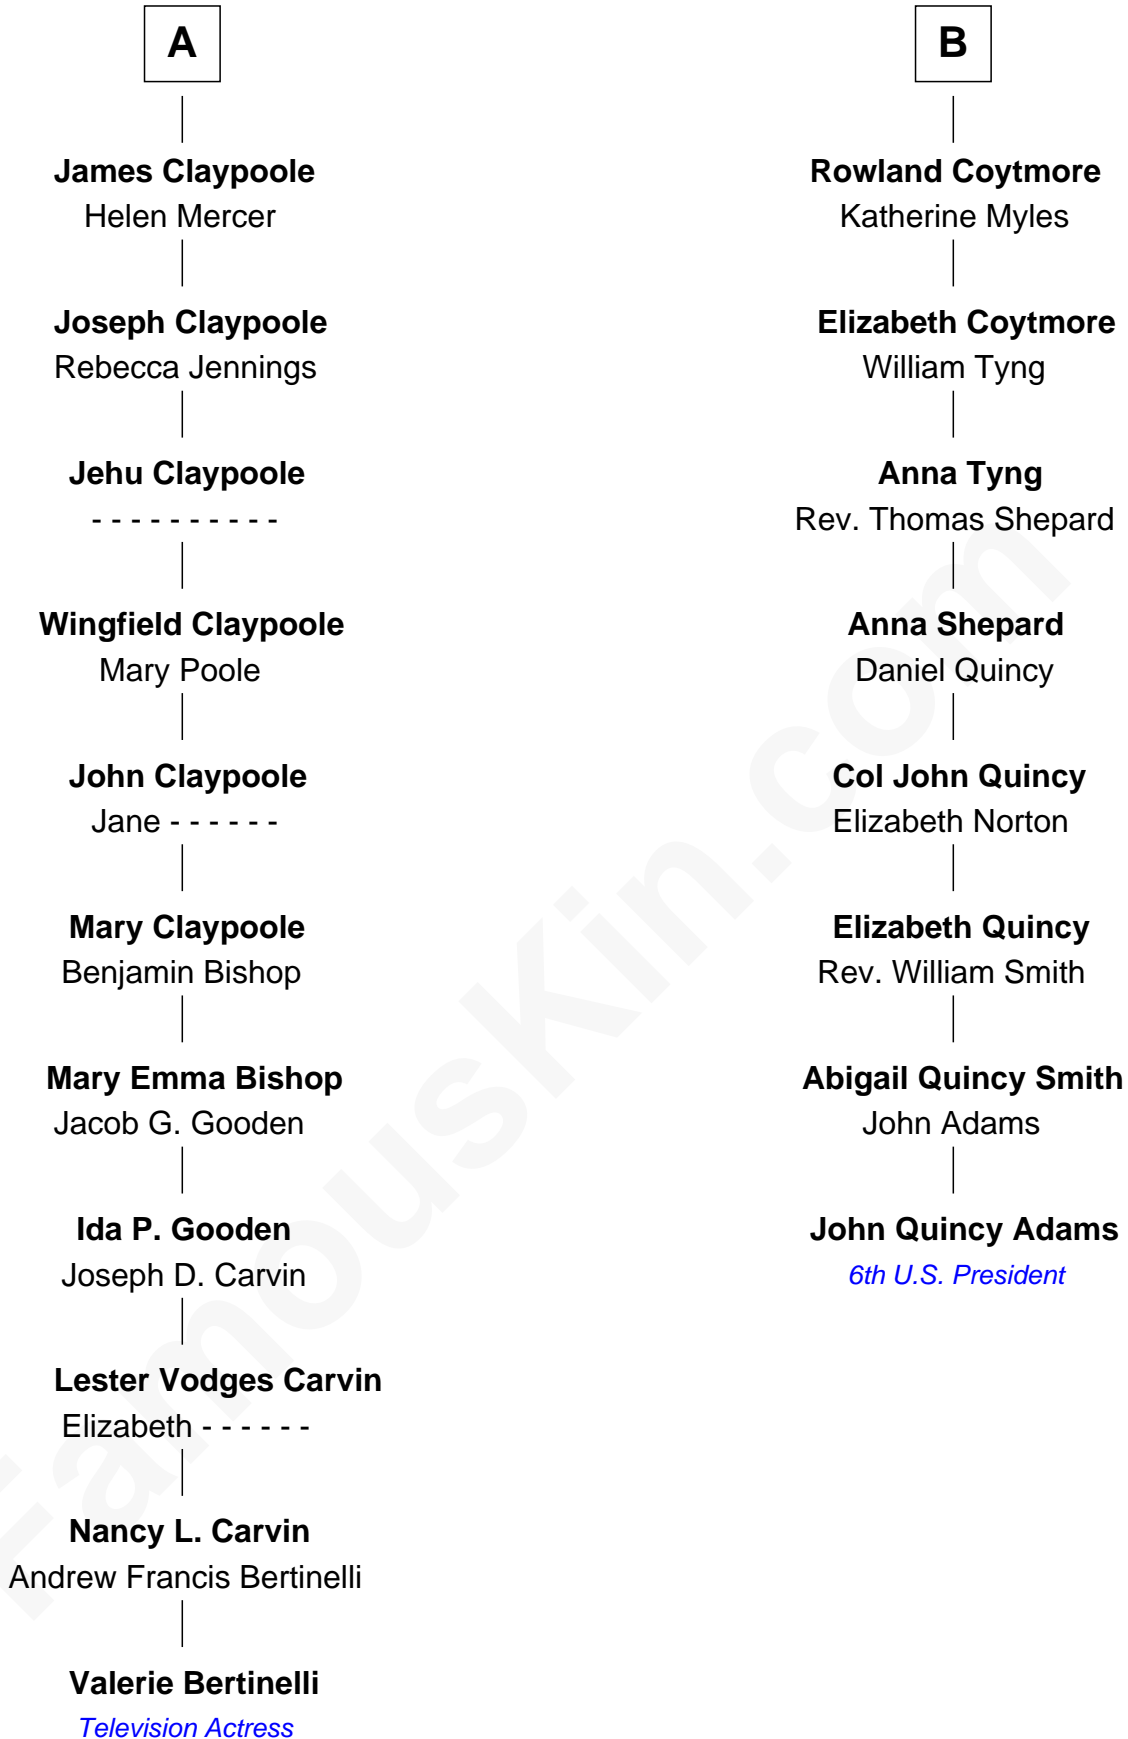 A
James Claypoole
Helen Mercer
Joseph Claypoole
Rebecca Jennings
Jehu Claypoole
- - - - - - - - - -
Wingfield Claypoole
Mary Poole
John Claypoole
Jane - - - - - -
Mary Claypoole
Benjamin Bishop
Mary Emma Bishop
Jacob G. Gooden
Ida P. Gooden
Joseph D. Carvin
Lester Vodges Carvin
Elizabeth - - - - - -
Nancy L. Carvin
Andrew Francis Bertinelli
Valerie Bertinelli
Television Actress
B
Rowland Coytmore
Katherine Myles
Elizabeth Coytmore
William Tyng
Anna Tyng
Rev. Thomas Shepard
Anna Shepard
Daniel Quincy
Col John Quincy
Elizabeth Norton
Elizabeth Quincy
Rev. William Smith
Abigail Quincy Smith
John Adams
John Quincy Adams
6th U.S. President
FamousKin.com